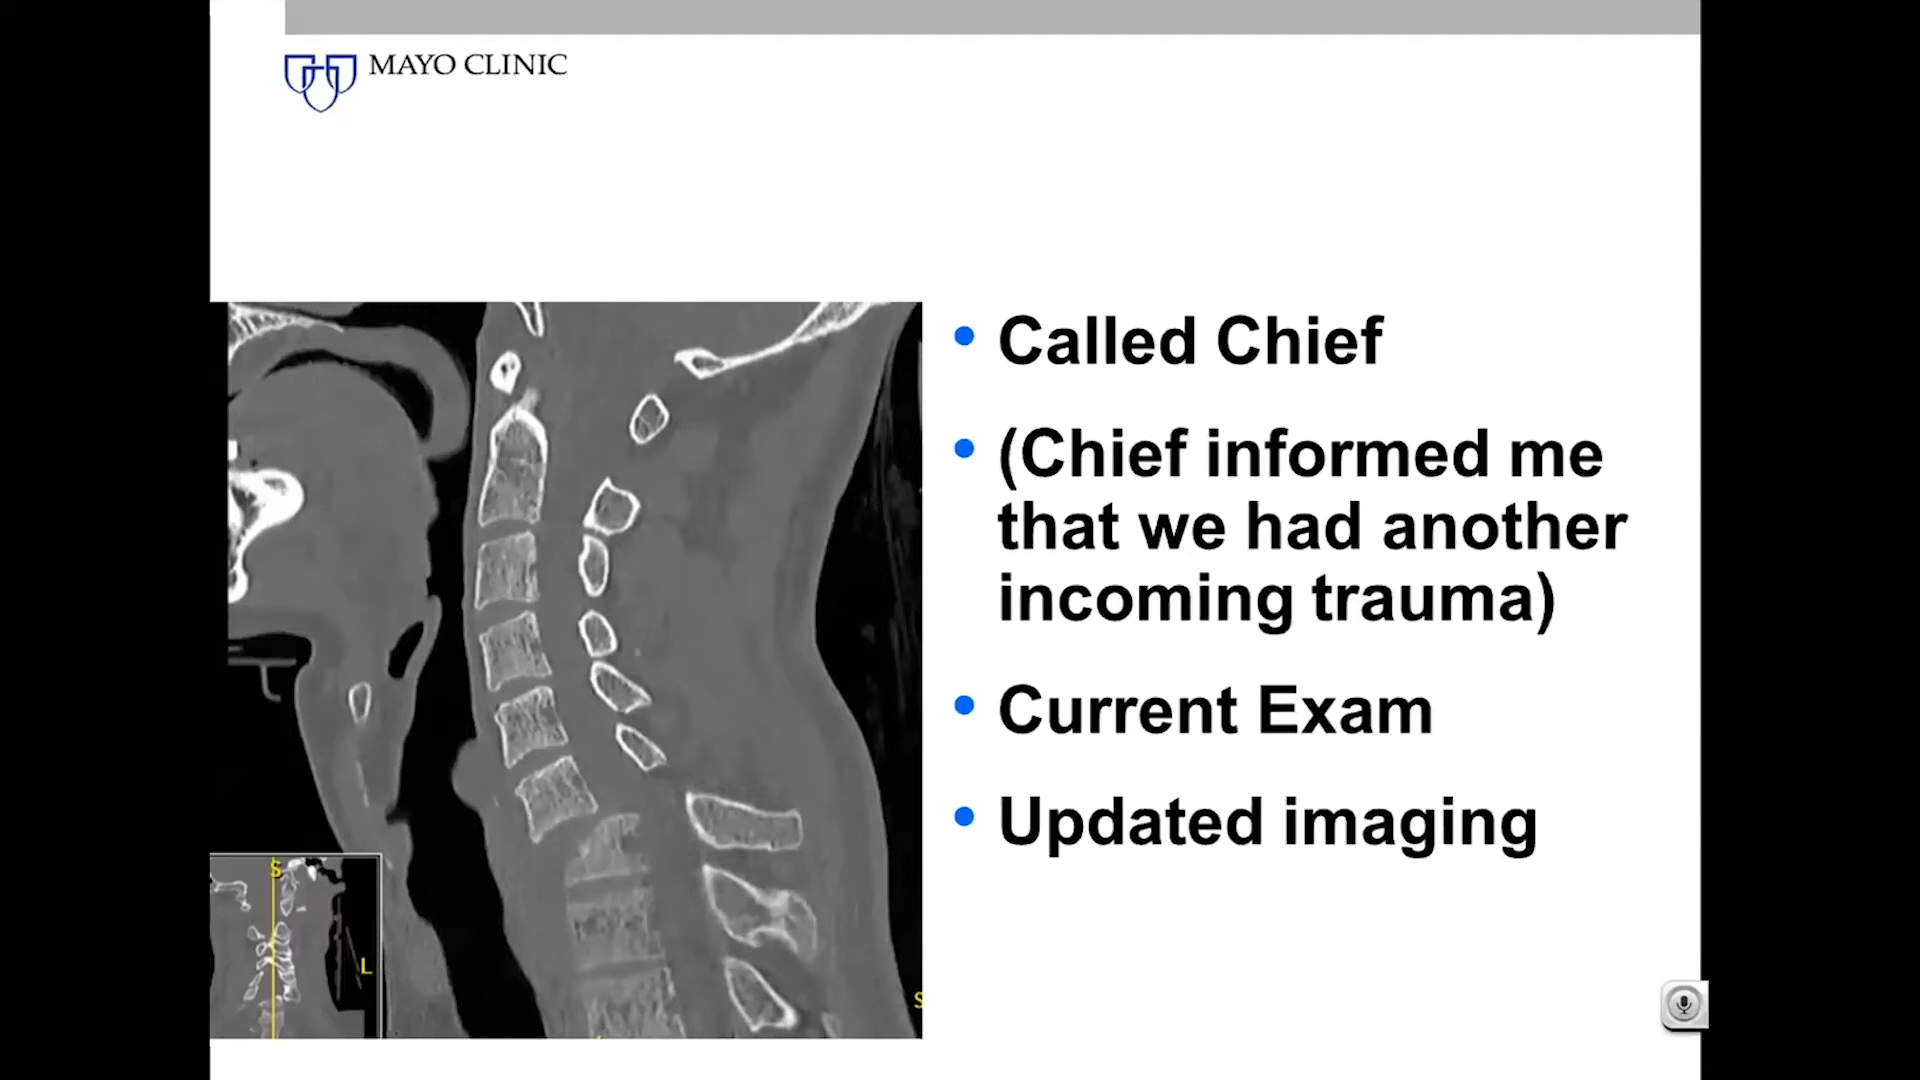 MAYO CLINIC
• Called Chief
• (Chief informed me
that we had another
incoming trauma)
• Current Exam
• Updated imaging
S
L
S